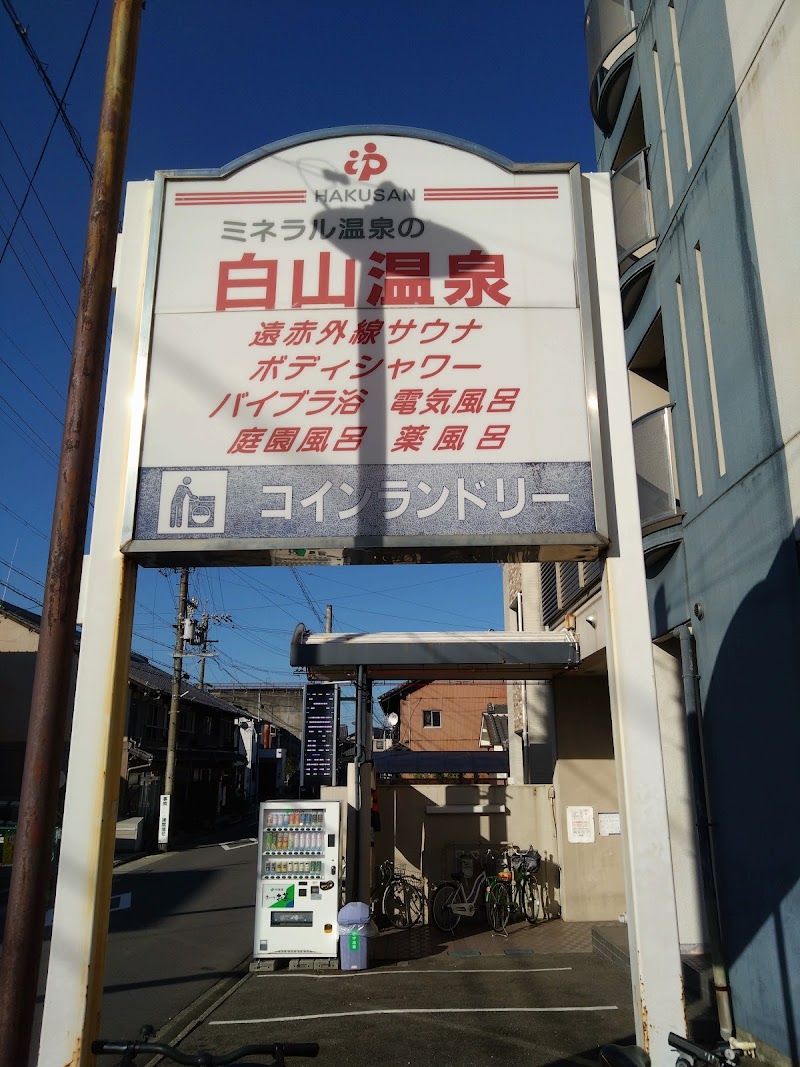 HAKUSAN
ミネラル温泉の
白山温泉
遠赤外線サウナ
ボディシャワー
バイブラ浴 電気風呂
庭園風呂 薬風呂
コインランドリー